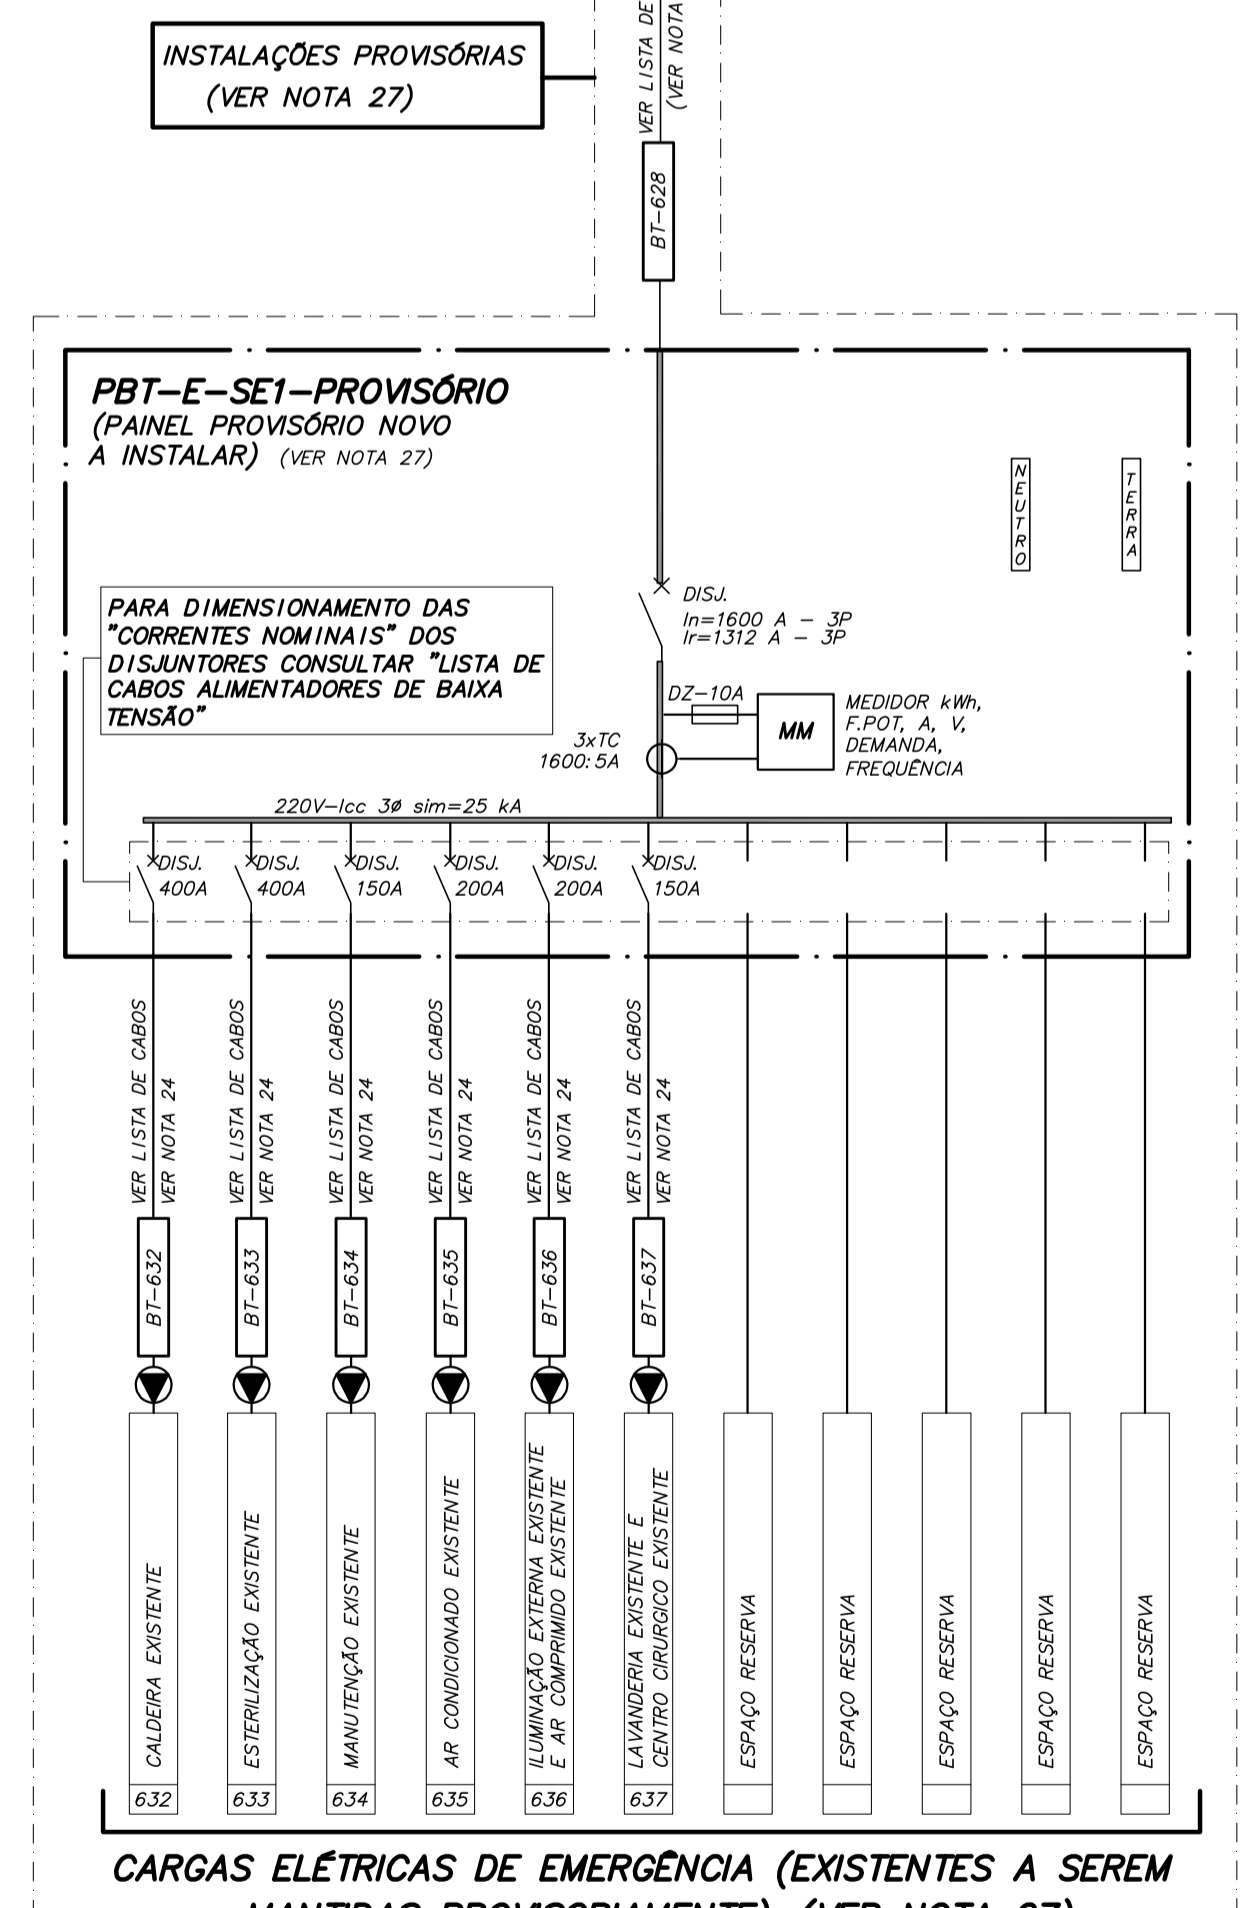 INSTALAÇÕES PROVISÓRIAS
(VER NOTA 27)
VER LISTA DE
(VER NOTA
BT-628
PBT-E-SE1-PROVISÓRIO
(PAINEL PROVISÓRIO NOVO
A INSTALAR) (VER NOTA 27)
NEUTRO
TERRA
PARA DIMENSIONAMENTO DAS
"CORRENTES NOMINAIS" DOS
DISJUNTORES CONSULTAR "LISTA DE
CABOS ALIMENTADORES DE BAIXA
TENSÃO"
DISJ.
In=1600 A - 3P
Ir=1312 A - 3P
DZ-10A
MM
MEDIDOR kWh,
F.POT, A, V,
DEMANDA,
FREQUÊNCIA
3xTC
1600:5A
220V-Icc 3ø sim=25 kA
DISJ.
400A
DISJ.
400A
DISJ.
150A
DISJ.
200A
DISJ.
200A
DISJ.
150A
VER LISTA DE CABOS
VER NOTA 24
VER LISTA DE CABOS
VER NOTA 24
VER LISTA DE CABOS
VER NOTA 24
VER LISTA DE CABOS
VER NOTA 24
VER LISTA DE CABOS
VER NOTA 24
VER LISTA DE CABOS
VER NOTA 24
BT-632
BT-633
BT-634
BT-635
BT-636
BT-637
CALDEIRA EXISTENTE
ESTERILIZAÇÃO EXISTENTE
MANUTENÇÃO EXISTENTE
AR CONDICIONADO EXISTENTE
ILUMINAÇÃO EXTERNA EXISTENTE
E AR COMPRIMIDO EXISTENTE
LAVANDERIA EXISTENTE E
CENTRO CIRURGICO EXISTENTE
ESPAÇO RESERVA
ESPAÇO RESERVA
ESPAÇO RESERVA
ESPAÇO RESERVA
ESPAÇO RESERVA
632
633
634
635
636
637
CARGAS ELÉTRICAS DE EMERGÊNCIA (EXISTENTES A SEREM
MANTIDAS PROVISORIAMENTE) (VER NOTA 27)